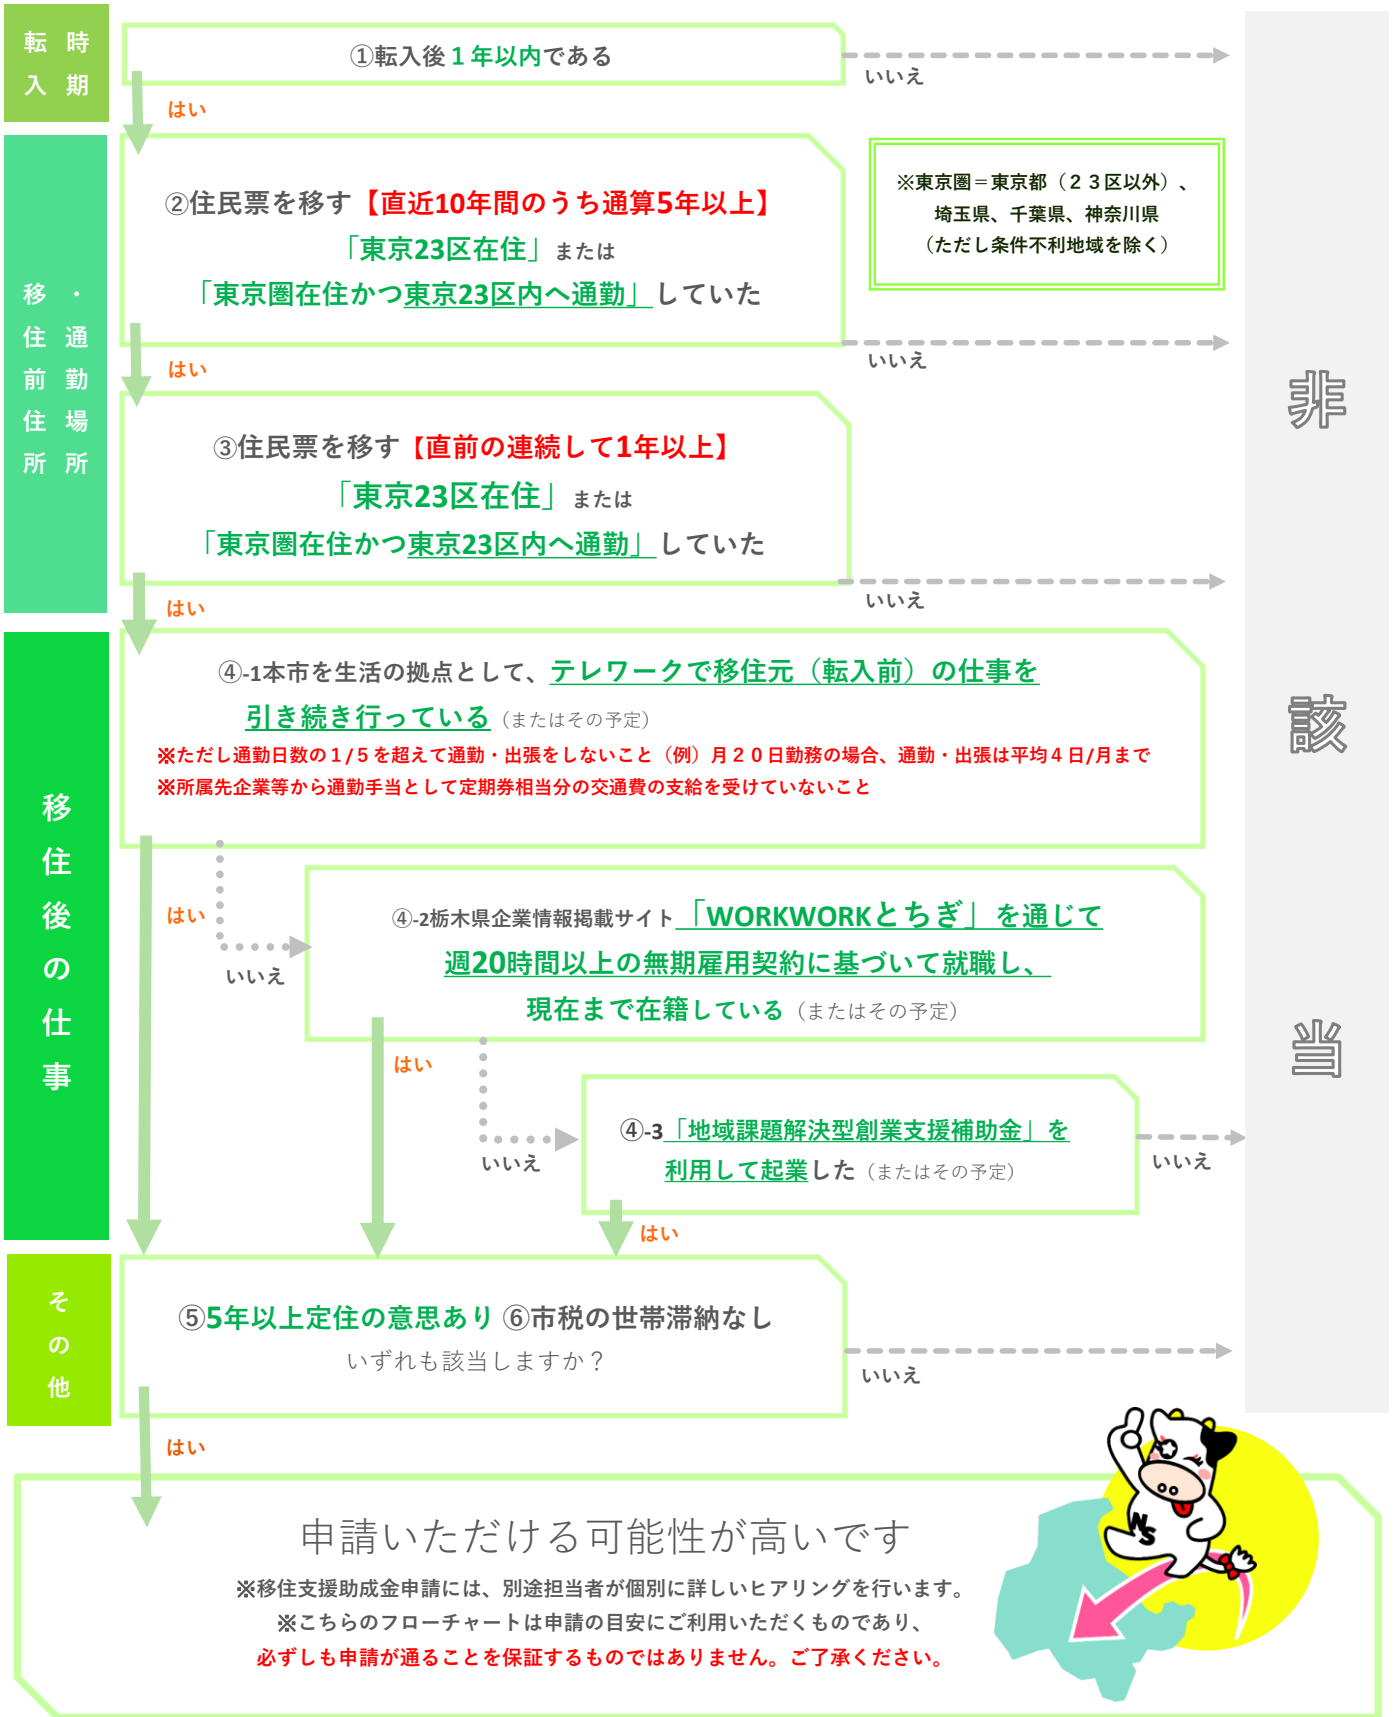 転入時期
①転入後１年以内である
いいえ
はい
移住前住所・通勤場所
②住民票を移す【直近10年間のうち通算5年以上】
「東京23区在住」または
「東京圏在住かつ東京23区内へ通勤」していた
※東京圏＝東京都（２３区以外）、
埼玉県、千葉県、神奈川県
（ただし条件不利地域を除く）
いいえ
はい
③住民票を移す【直前の連続して1年以上】
「東京23区在住」または
「東京圏在住かつ東京23区内へ通勤」していた
いいえ
はい
移住後の仕事
④-1本市を生活の拠点として、テレワークで移住元（転入前）の仕事を
引き続き行っている（またはその予定）
※ただし通勤日数の１/５を超えて通勤・出張をしないこと（例）月２０日勤務の場合、通勤・出張は平均４日/月まで
※所属先企業等から通勤手当として定期券相当分の交通費の支給を受けていないこと
はい
いいえ
④-2栃木県企業情報掲載サイト「WORKWORKとちぎ」を通じて
週20時間以上の無期雇用契約に基づいて就職し、
現在まで在籍している（またはその予定）
はい
いいえ
④-3「地域課題解決型創業支援補助金」を
利用して起業した（またはその予定）
いいえ
はい
その他
⑤5年以上定住の意思あり ⑥市税の世帯滞納なし
いずれも該当しますか？
いいえ
はい
非該当
申請いただける可能性が高いです
※移住支援助成金申請には、別途担当者が個別に詳しいヒアリングを行います。
※こちらのフローチャートは申請の目安にご利用いただくものであり、
必ずしも申請が通ることを保証するものではありません。ご了承ください。
NS